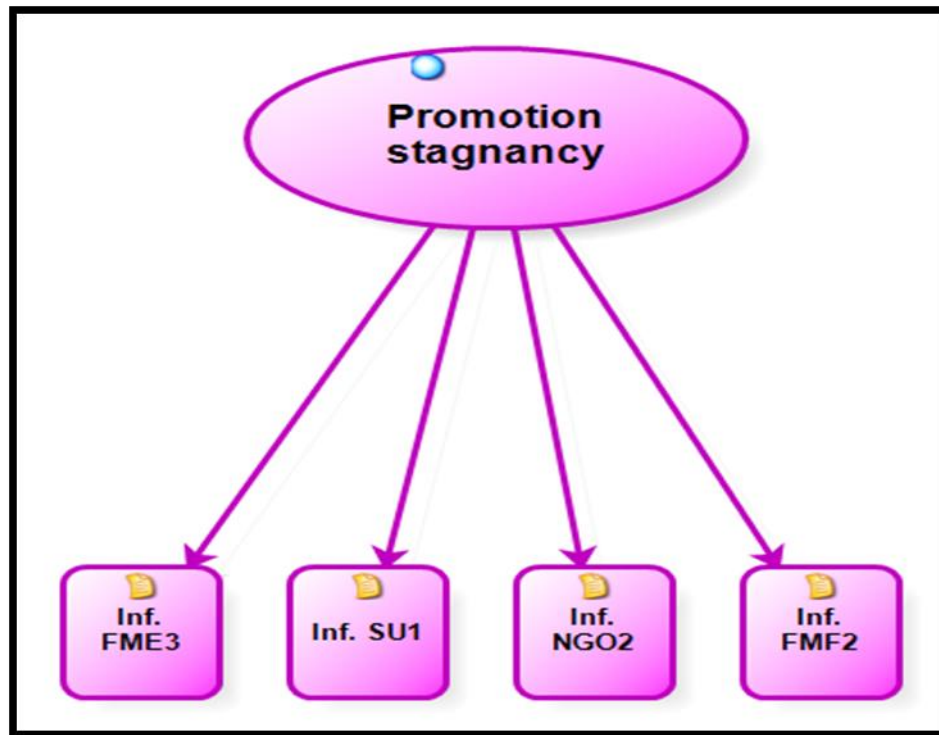 Promotion
stagnancy
Inf.
FME3
Inf. SU1
Inf.
NGO2
Inf.
FMF2